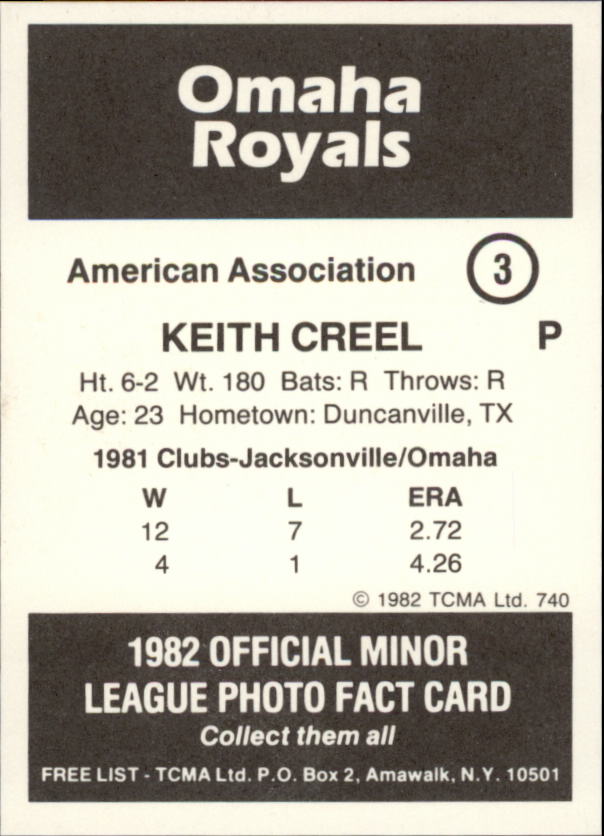 Omaha
Royals
American Association 3
KEITH CREEL P
Ht. 6-2 Wt. 180 Bats: R Throws: R
Age: 23 Hometown: Duncanville, TX
1981 Clubs-Jacksonville/Omaha
W L ERA
12 7 2.72
4 1 4.26
© 1982 TCMA Ltd. 740
1982 OFFICIAL MINOR
LEAGUE PHOTO FACT CARD
Collect them all
FREE LIST - TCMA Ltd. P.O. Box 2, Amawalk, N.Y. 10501